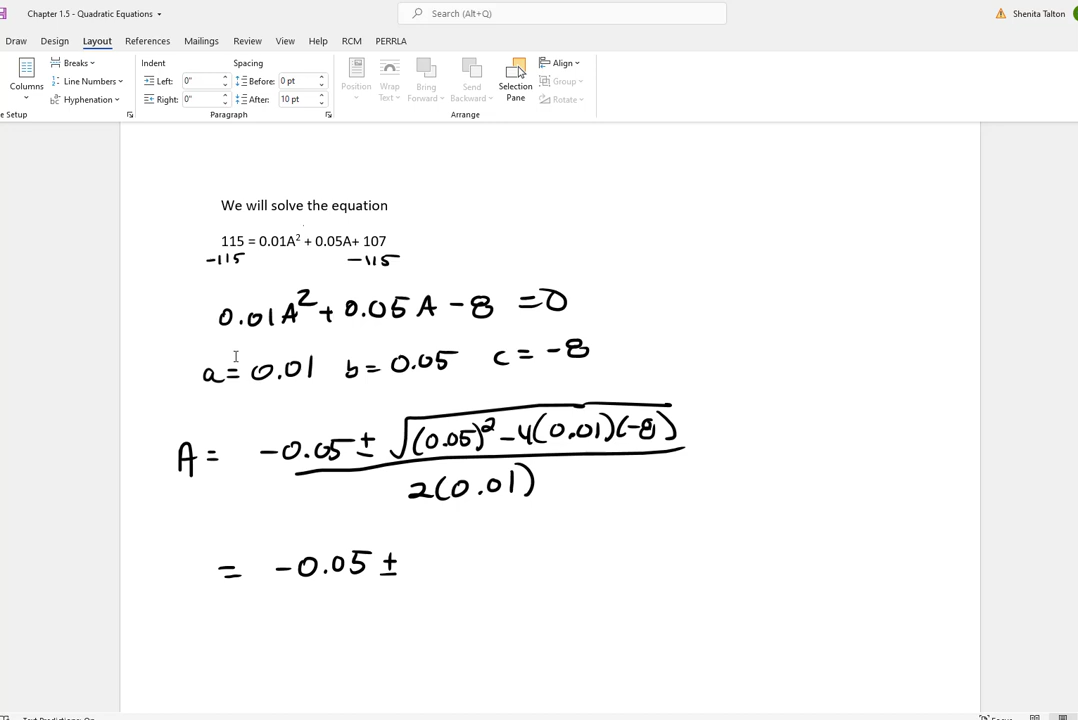 Chapter 1.5 - Quadratic Equations
Search (Alt+Q)
Shenita Talton
Draw Design Layout References Mailings Review View Help RCM PERRLA
Columns
Breaks
Line Numbers
Hyphenation
e Setup
Indent
Left: 0"
Right: 0"
Spacing
Before: 0 pt
After: 10 pt
Paragraph
Position
Wrap Text
Bring Forward
Send Backward
Selection Pane
Align
Group
Rotate
Arrange
We will solve the equation
115 = 0.01A² + 0.05A+ 107
-115 -115
0.01A² + 0.05A - 8 = 0
a = 0.01 b = 0.05 c = -8
A = -0.05 ± √(0.05)² - 4(0.01)(-8)
2(0.01)
= -0.05 ±